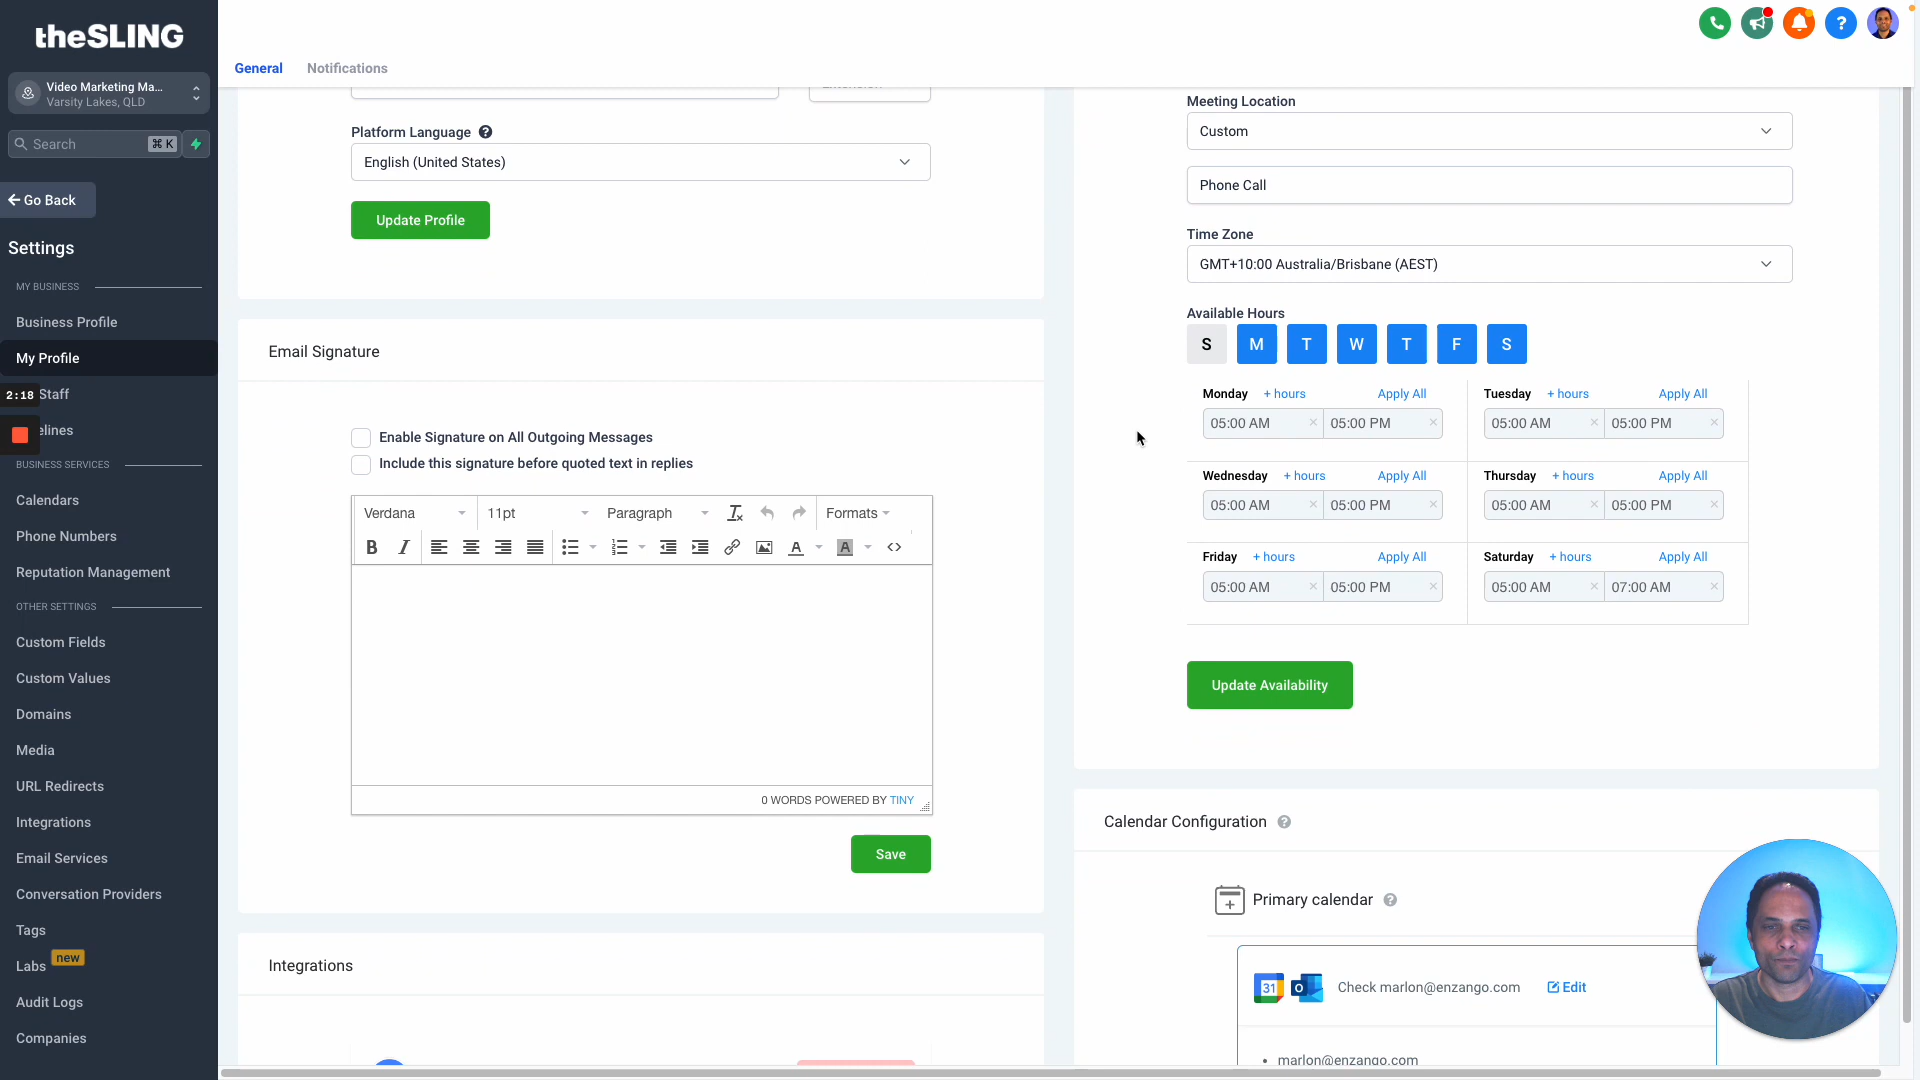 theSLING
Video Marketing Ma...
Varsity Lakes, QLD
Search ⌘ K
Go Back
Settings
MY BUSINESS
Business Profile
My Profile
2:18
Staff
elines
BUSINESS SERVICES
Calendars
Phone Numbers
Reputation Management
OTHER SETTINGS
Custom Fields
Custom Values
Domains
Media
URL Redirects
Integrations
Email Services
Conversation Providers
Tags
Labs new
Audit Logs
Companies
General Notifications
Platform Language ?
English (United States)
Update Profile
Email Signature
Enable Signature on All Outgoing Messages
Include this signature before quoted text in replies
Verdana 11pt Paragraph Formats
B I A A <>
0 WORDS POWERED BY TINY
Save
Integrations
?
Meeting Location
Custom
Phone Call
Time Zone
GMT+10:00 Australia/Brisbane (AEST)
Available Hours
S M T W T F S
Monday + hours Apply All
05:00 AM × 05:00 PM ×
Tuesday + hours Apply All
05:00 AM × 05:00 PM ×
Wednesday + hours Apply All
05:00 AM × 05:00 PM ×
Thursday + hours Apply All
05:00 AM × 05:00 PM ×
Friday + hours Apply All
05:00 AM × 05:00 PM ×
Saturday + hours Apply All
05:00 AM × 07:00 AM ×
Update Availability
Calendar Configuration ?
Primary calendar ?
31 O Check marlon@enzango.com Edit
• marlon@enzango.com